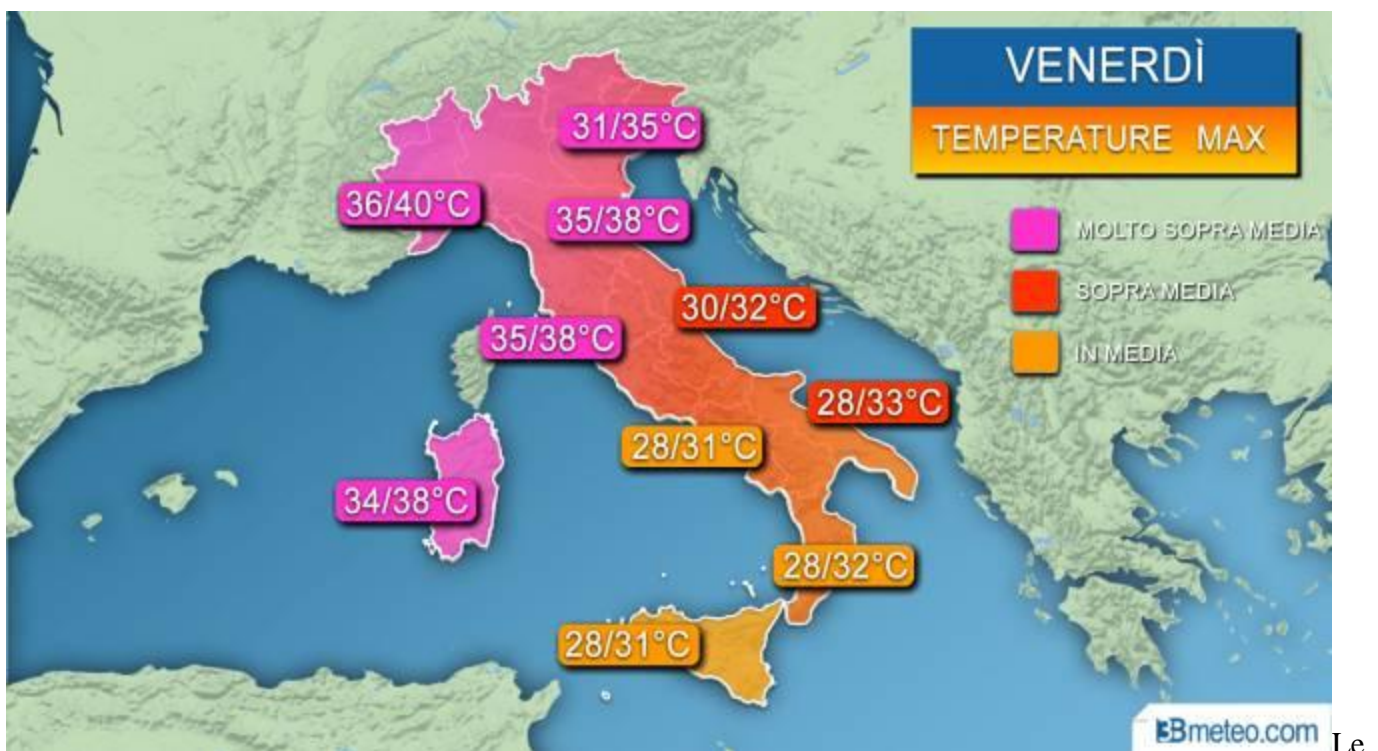 VENERDÌ
TEMPERATURE MAX
31/35°C
36/40°C
35/38°C
MOLTO SOPRA MEDIA
SOPRA MEDIA
30/32°C
35/38°C
IN MEDIA
28/33°C
28/31°C
34/38°C
28/32°C
28/31°C
3Bmeteo.com
Le